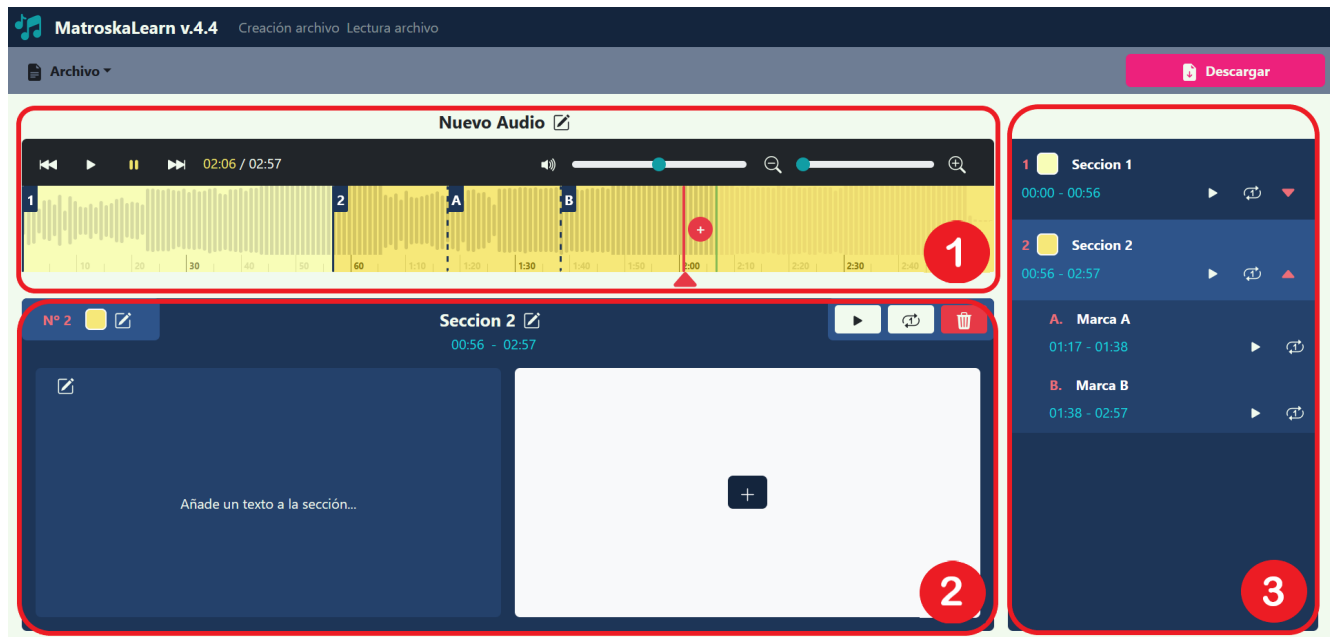 MatroskaLearn v.4.4 Creación archivo Lectura archivo
Archivo
Descargar
Nuevo Audio
02:06 / 02:57
1 2 A B
10 20 30 40 50 60 1:10 1:20 1:30 1:40 1:50 2:00 2:10 2:20 2:30 2:40
1
Nº 2
Seccion 2
00:56 - 02:57
Añade un texto a la sección...
+
2
1 Seccion 1
00:00 - 00:56
2 Seccion 2
00:56 - 02:57
A. Marca A
01:17 - 01:38
B. Marca B
01:38 - 02:57
3